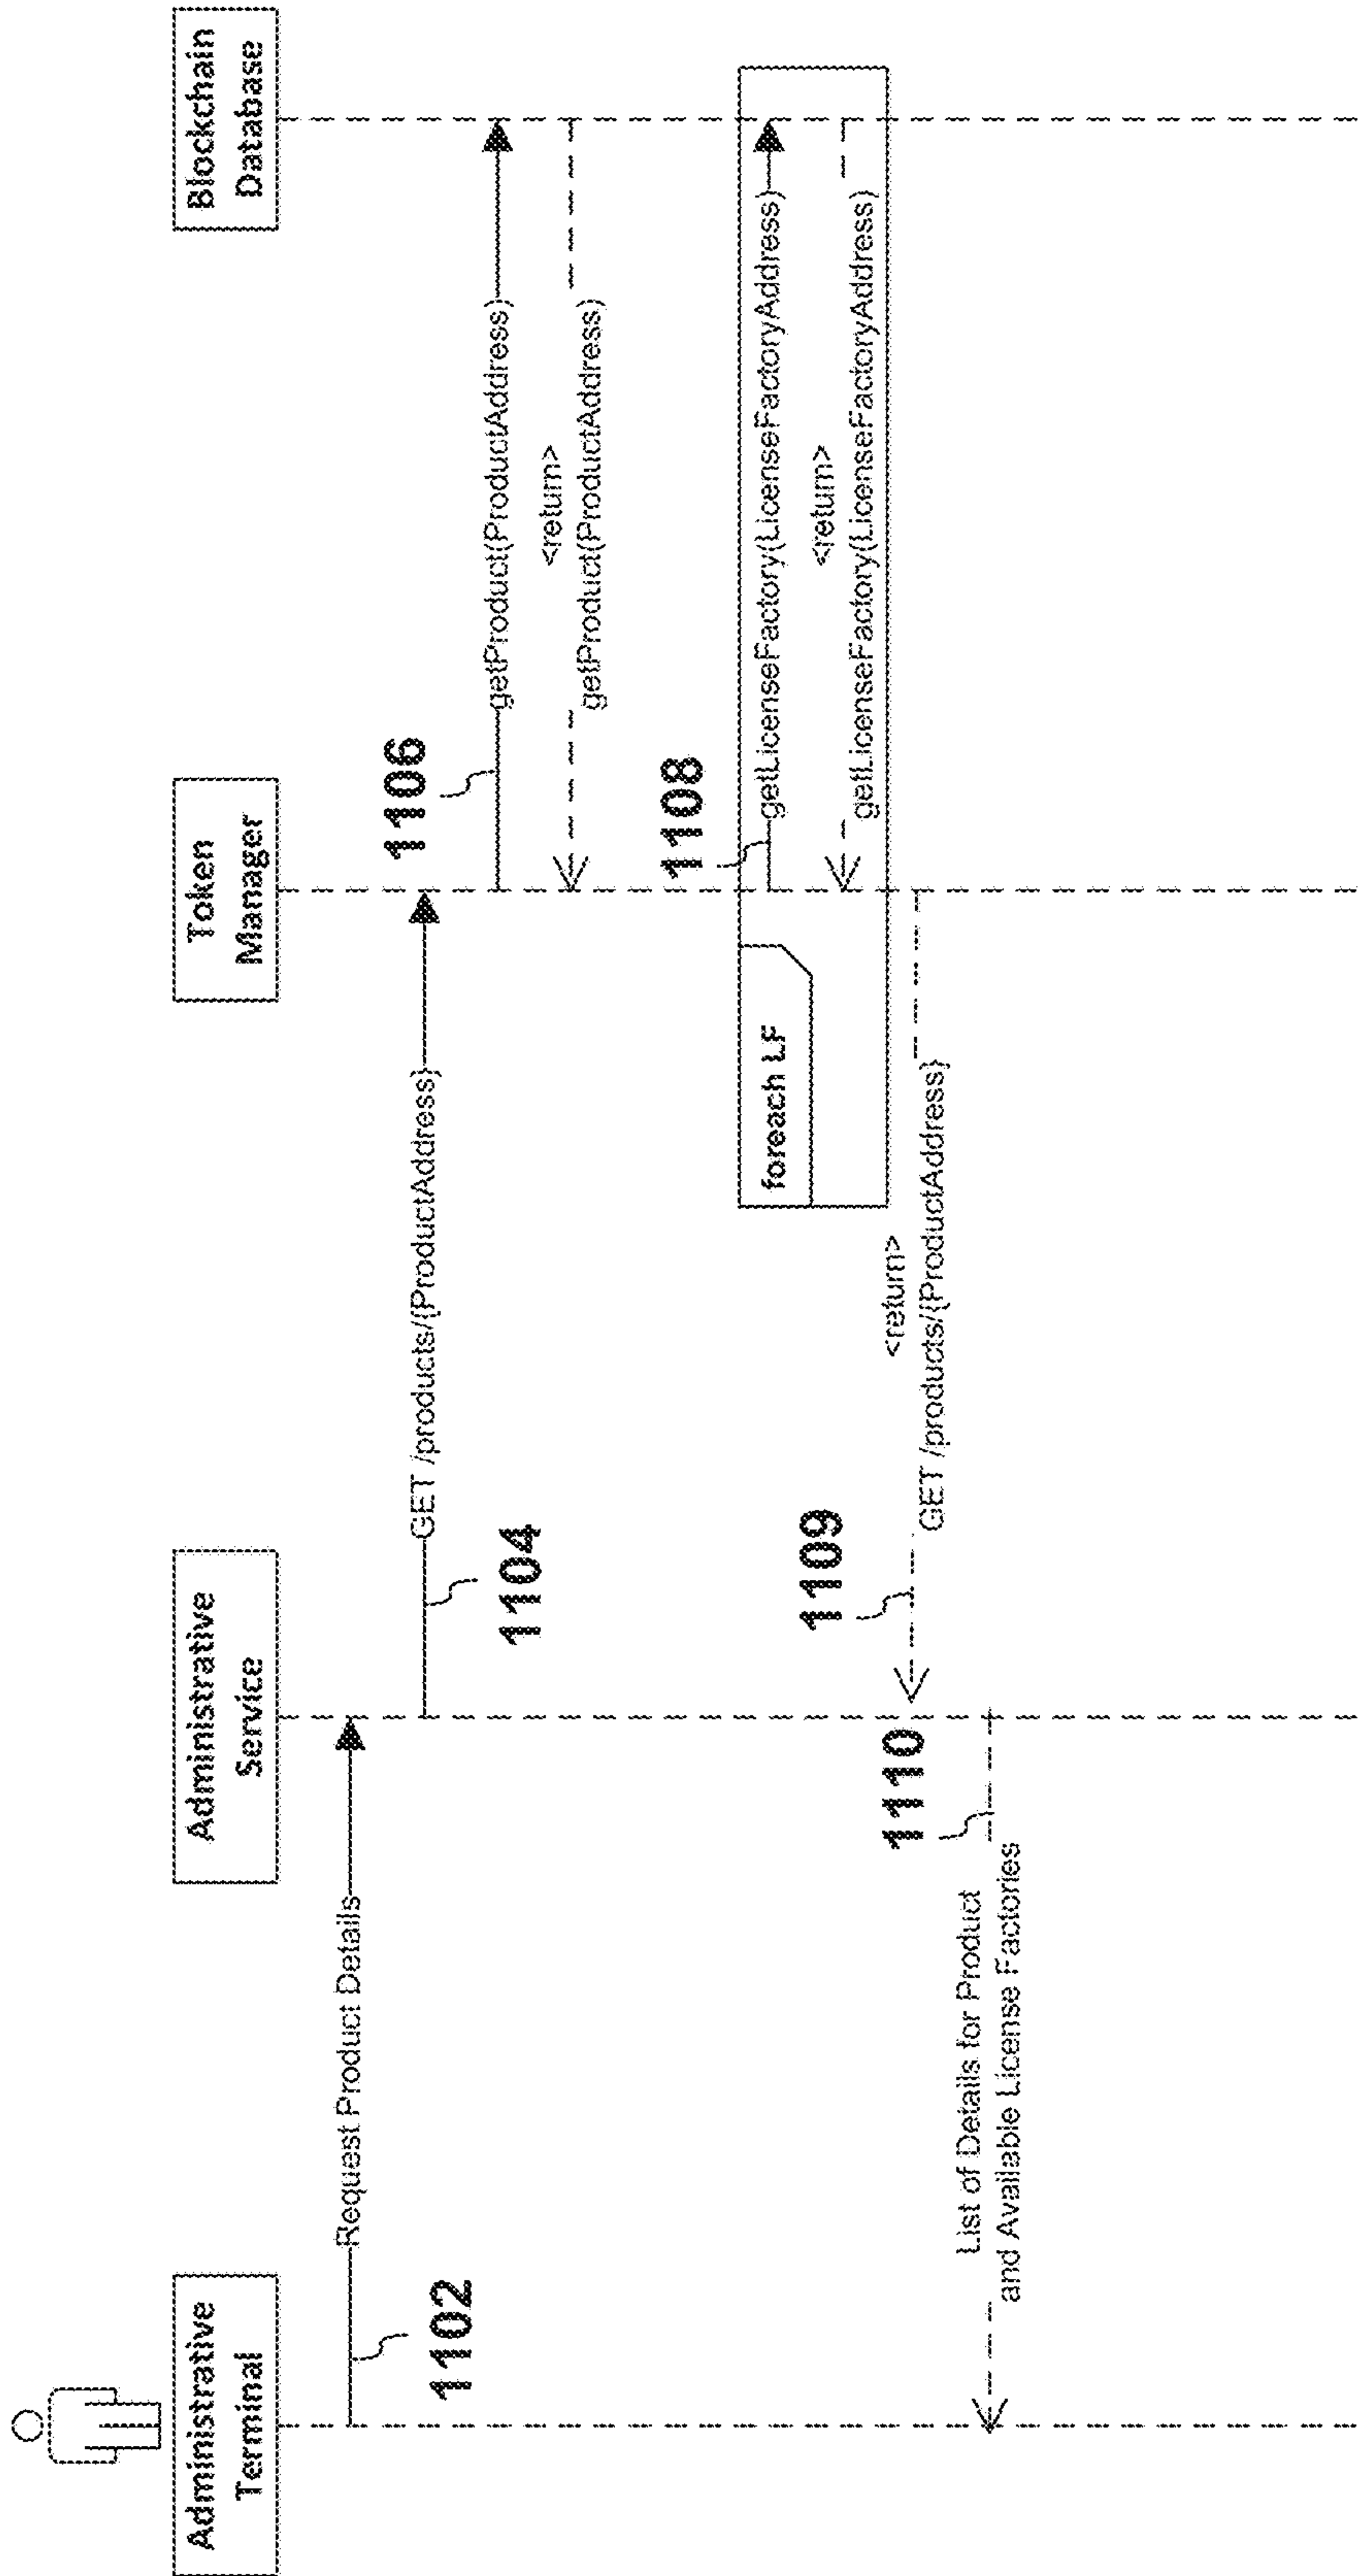 Administrative
Terminal
Administrative
Service
Token
Manager
Blockchain
Database
Request Product Details
1102
GET /products/{ProductAddress}
1104
1106
getProduct(ProductAddress)
<return>
getProduct(ProductAddress)
foreach LF
1108
getLicenseFactory(LicenseFactoryAddress)
<return>
getLicenseFactory(LicenseFactoryAddress)
1109
<return>
GET /products/{ProductAddress}
1110
List of Details for Product
and Available License Factories